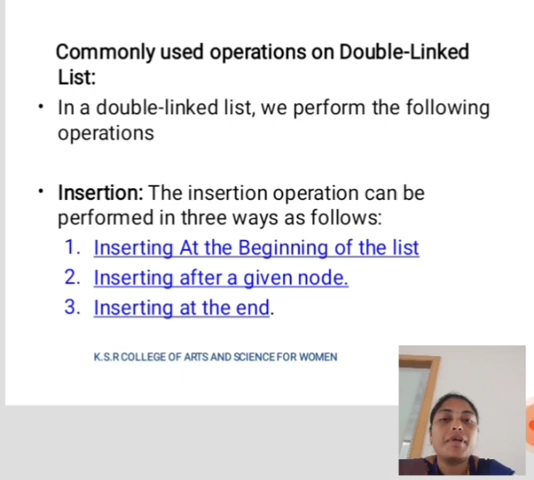 Commonly used operations on Double-Linked
List:
• In a double-linked list, we perform the following
operations
• Insertion: The insertion operation can be
performed in three ways as follows:
1. Inserting At the Beginning of the list
2. Inserting after a given node.
3. Inserting at the end.
K.S.R COLLEGE OF ARTS AND SCIENCE FOR WOMEN